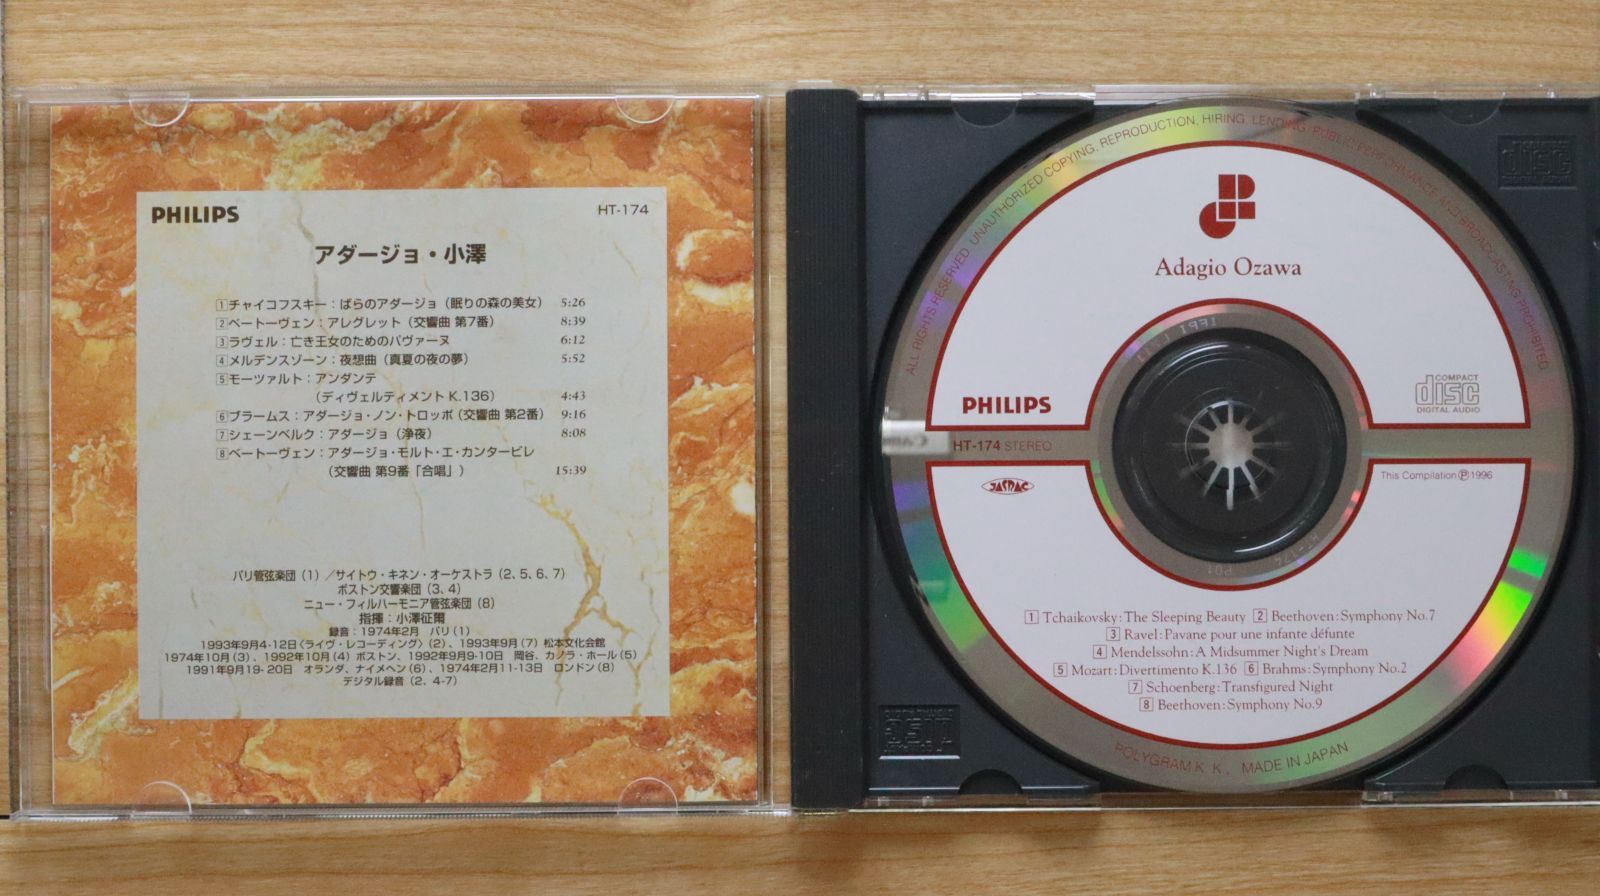 PHILIPS
HT-174
アダージョ・小澤
1 チャイコフスキー：ばらのアダージョ（眠りの森の美女） 5:26
2 ベートーヴェン：アレグレット（交響曲 第7番） 8:39
3 ラヴェル：亡き王女のためのパヴァーヌ 6:12
4 メルデンスゾーン：夜想曲（真夏の夜の夢） 5:52
5 モーツァルト：アンダンテ
（ディヴェルティメント K.136） 4:43
6 ブラームス：アダージョ・ノン・トロッポ（交響曲 第2番） 9:16
7 シェーンベルク：アダージョ（浄夜） 8:08
8 ベートーヴェン：アダージョ・モルト・エ・カンタービレ
（交響曲 第9番「合唱」） 15:39
パリ管弦楽団（1）／サイトウ・キネン・オーケストラ（2、5、6、7）
ボストン交響楽団（3、4）
ニュー・フィルハーモニア管弦楽団（8）
指揮：小澤征爾
録音：1974年2月 パリ（1）
1993年9月4-12日〈ライヴ・レコーディング〉（2）、1993年9月（7）松本文化会館
1974年10月（3）、1992年10月（4）ボストン、1992年9月9-10日 岡谷、カノラ・ホール（5）
1991年9月19-20日 オランダ、ナイメヘン（6）、1974年2月11-13日 ロンドン（8）
デジタル録音（2、4-7）
ALL RIGHTS RESERVED. UNAUTHORIZED COPYING, REPRODUCTION, HIRING, LENDING, PUBLIC PERFORMANCE AND BROADCASTING PROHIBITED.
Adagio Ozawa
PHILIPS
COMPACT
disc
DIGITAL AUDIO
HT-174 STEREO
JASRAC
This Compilation Ⓟ1996
1 Tchaikovsky: The Sleeping Beauty 2 Beethoven: Symphony No.7
3 Ravel: Pavane pour une infante défunte
4 Mendelssohn: A Midsummer Night's Dream
5 Mozart: Divertimento K.136 6 Brahms: Symphony No.2
7 Schoenberg: Transfigured Night
8 Beethoven: Symphony No.9
POLYGRAM K. K., MADE IN JAPAN